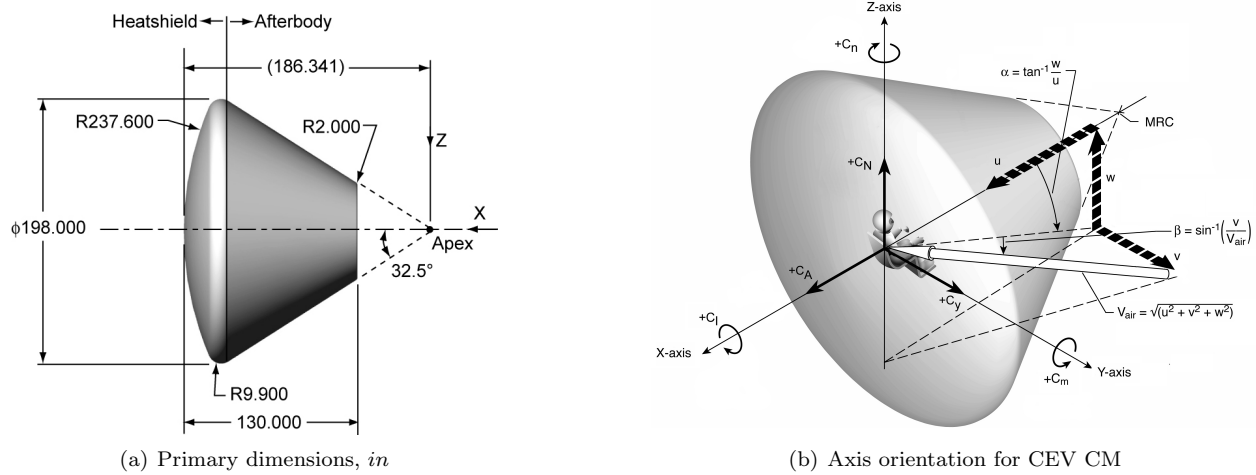 Heatshield
Afterbody
(186.341)
R237.600
R2.000
Z
X
ϕ198.000
Apex
32.5°
R9.900
130.000
(a) Primary dimensions, in
Z-axis
+Cn
α = tan⁻¹ w/u
MRC
+CN
u
w
β = sin⁻¹(v/Vair)
v
+CA
+Cy
Vair = √(u² + v² + w²)
+Cl
X-axis
+Cm
Y-axis
(b) Axis orientation for CEV CM